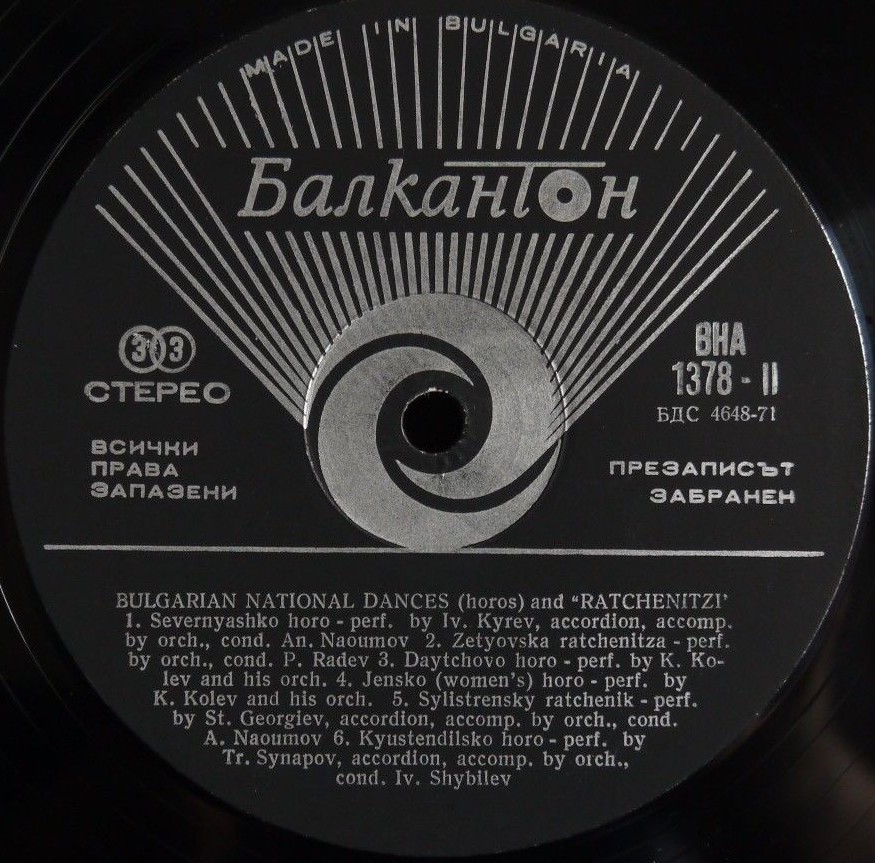 MADE IN BULGARIA
Балкантон
33
СТЕРЕО
ВСИЧКИ
ПРАВА
ЗАПАЗЕНИ
ВНА
1378 - II
БДС 4648-71
ПРЕЗАПИСЪТ
ЗАБРАНЕН
BULGARIAN NATIONAL DANCES (horos) and "RATCHENITZI'
1. Severnyashko horo - perf. by Iv. Kyrev, accordion, accomp.
by orch., cond. An. Naoumov 2. Zetyovska ratchenitza - perf.
by orch., cond. P. Radev 3. Daytchovo horo - perf. by K. Ko-
lev and his orch. 4. Jensko (women's) horo - perf. by
K. Kolev and his orch. 5. Sylistrensky ratchenik - perf.
by St. Georgiev, accordion, accomp. by orch., cond.
A. Naoumov 6. Kyustendilsko horo - perf. by
Tr. Synapov, accordion, accomp. by orch.,
cond. Iv. Shybilev